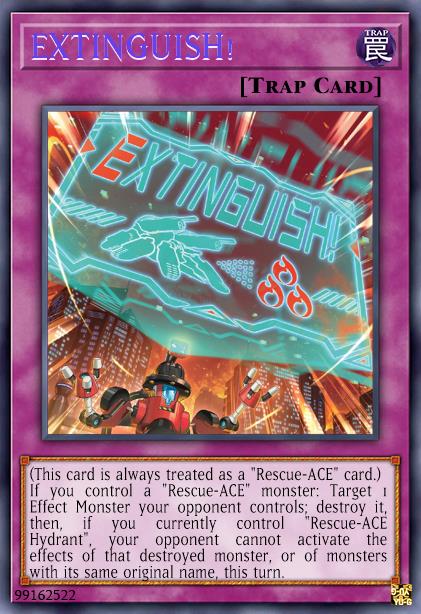 EXTINGUISH!
TRAP
罠
[TRAP CARD]
EXTINGUISH!
(This card is always treated as a "Rescue-ACE" card.)
If you control a "Rescue-ACE" monster: Target 1
Effect Monster your opponent controls; destroy it,
then, if you currently control "Rescue-ACE
Hydrant", your opponent cannot activate the
effects of that destroyed monster, or of monsters
with its same original name, this turn.
99162522